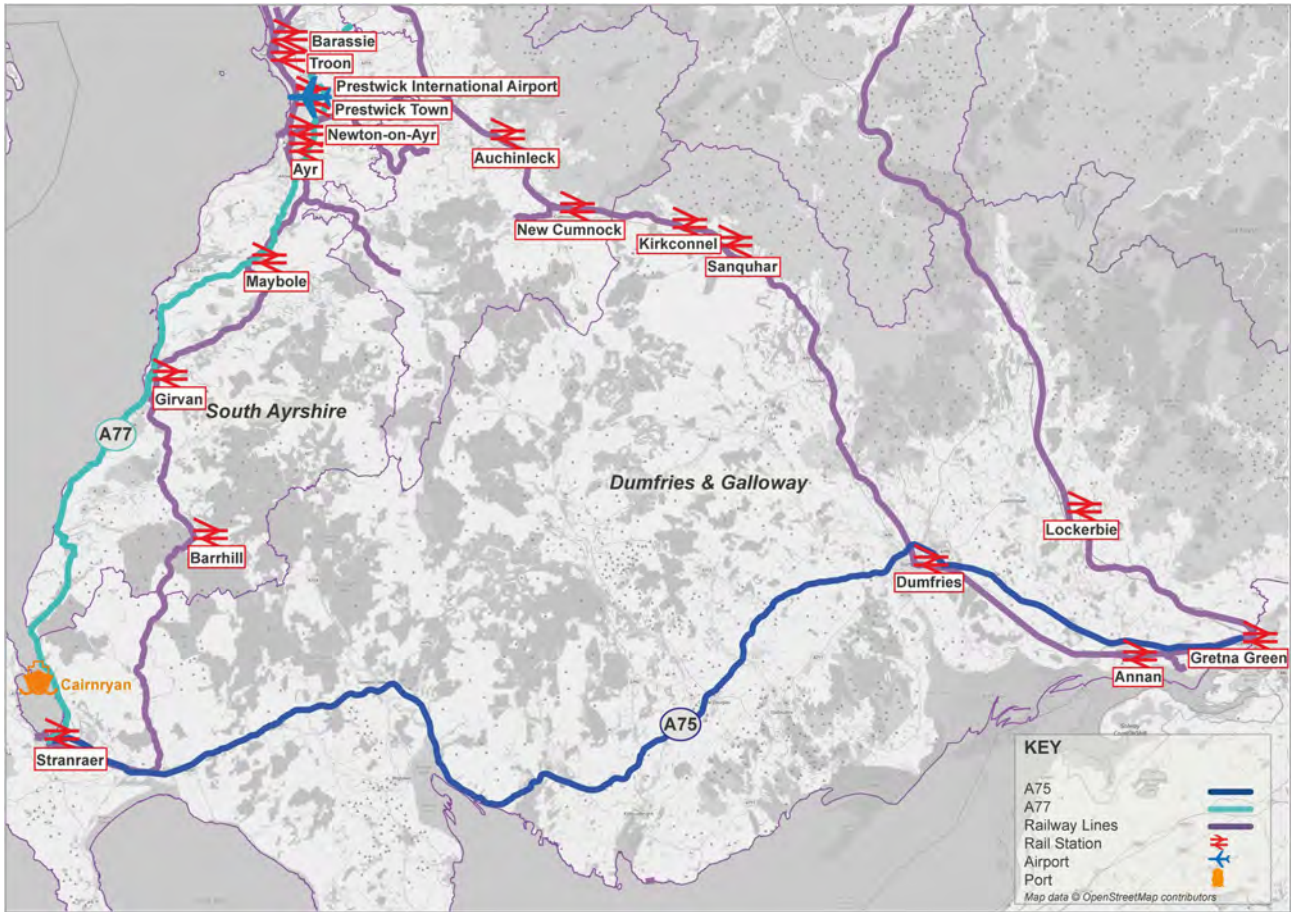 Barassie
Troon
Prestwick International Airport
Prestwick Town
Newton-on-Ayr
Ayr
Auchinleck
New Cumnock
Kirkconnel
Sanquhar
Maybole
Girvan
South Ayrshire
A77
Dumfries & Galloway
Barrhill
Lockerbie
Dumfries
Gretna Green
Annan
Cairnryan
A75
Stranraer
KEY
A75
A77
Railway Lines
Rail Station
Airport
Port
Map data © OpenStreetMap contributors